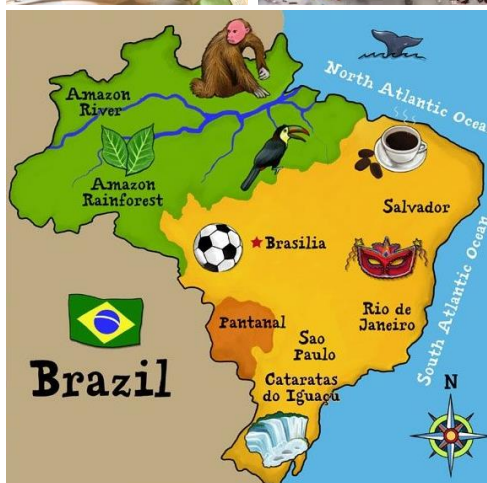 North Atlantic Ocea
Amazon
River
Amazon
Rainforest
Salvador
Brasilia
South Atlantic Ocean
Pantanal
Rio de
Janeiro
Sao
Paulo
Brazil
Cataratas
do Iguaçu
N